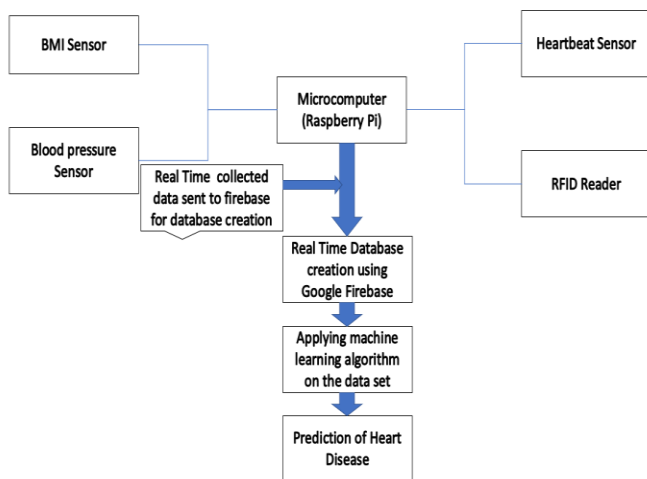 BMI Sensor
Heartbeat Sensor
Microcomputer
(Raspberry Pi)
Blood pressure
Sensor
Real Time collected
data sent to firebase
for database creation
RFID Reader
Real Time Database
creation using
Google Firebase
Applying machine
learning algorithm
on the data set
Prediction of Heart
Disease